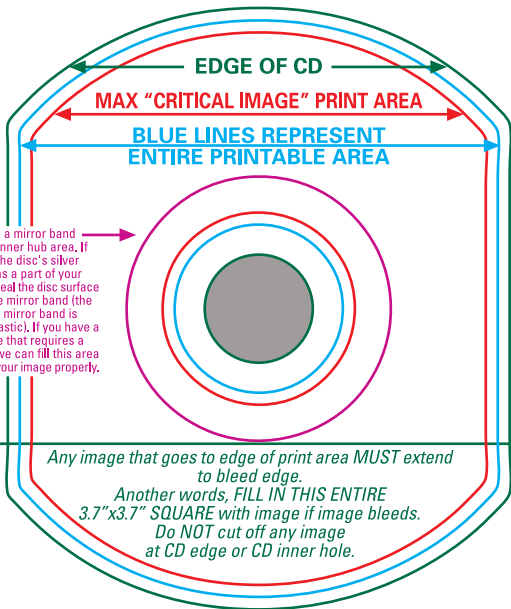 EDGE OF CD
MAX “CRITICAL IMAGE” PRINT AREA
BLUE LINES REPRESENT
ENTIRE PRINTABLE AREA
a mirror band
nner hub area. If
he disc's silver
as a part of your
eal the disc surface
e mirror band (the
mirror band is
astic). If you have a
e that requires a
ve can fill this area
your image properly.
Any image that goes to edge of print area MUST extend
to bleed edge.
Another words, FILL IN THIS ENTIRE
3.7”x3.7” SQUARE with image if image bleeds.
Do NOT cut off any image
at CD edge or CD inner hole.